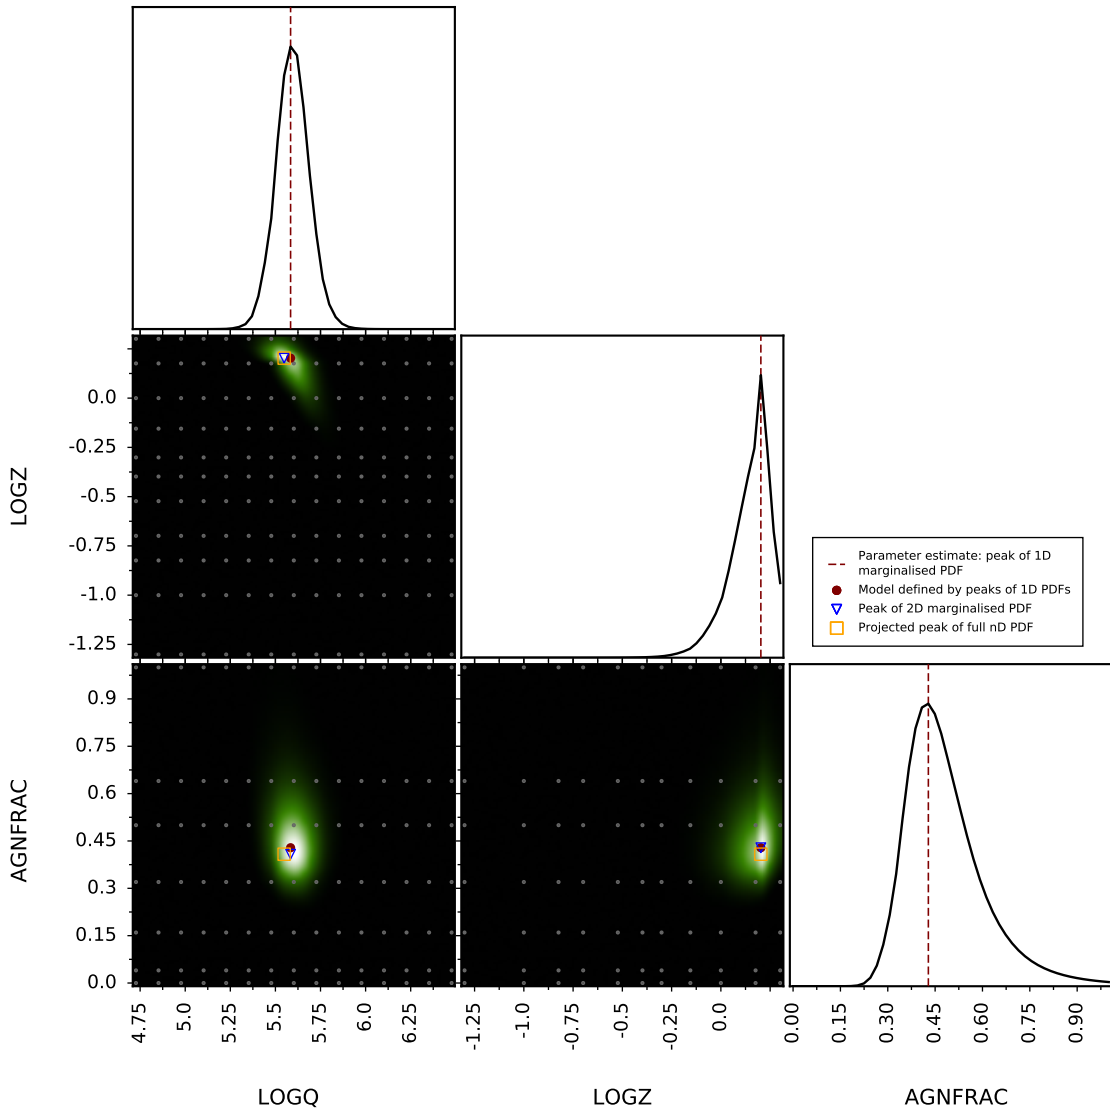 LOGZ
0.0
-0.25
-0.5
-0.75
-1.0
-1.25
Parameter estimate: peak of 1D
marginalised PDF
Model defined by peaks of 1D PDFs
Peak of 2D marginalised PDF
Projected peak of full nD PDF
AGNFRAC
0.9
0.75
0.6
0.45
0.3
0.15
0.0
4.75 5.0 5.25 5.5 5.75 6.0 6.25
-1.25 -1.0 -0.75 -0.5 -0.25 0.0
0.00 0.15 0.30 0.45 0.60 0.75 0.90
LOGQ
LOGZ
AGNFRAC